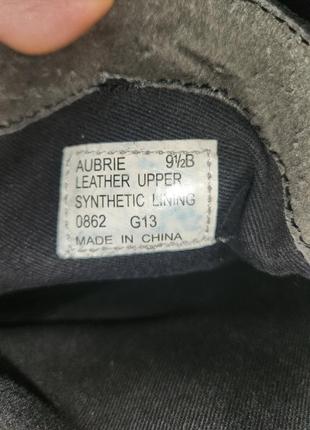 AUBRIE 9½B
LEATHER UPPER
SYNTHETIC LINING
0862 G13
MADE IN CHINA